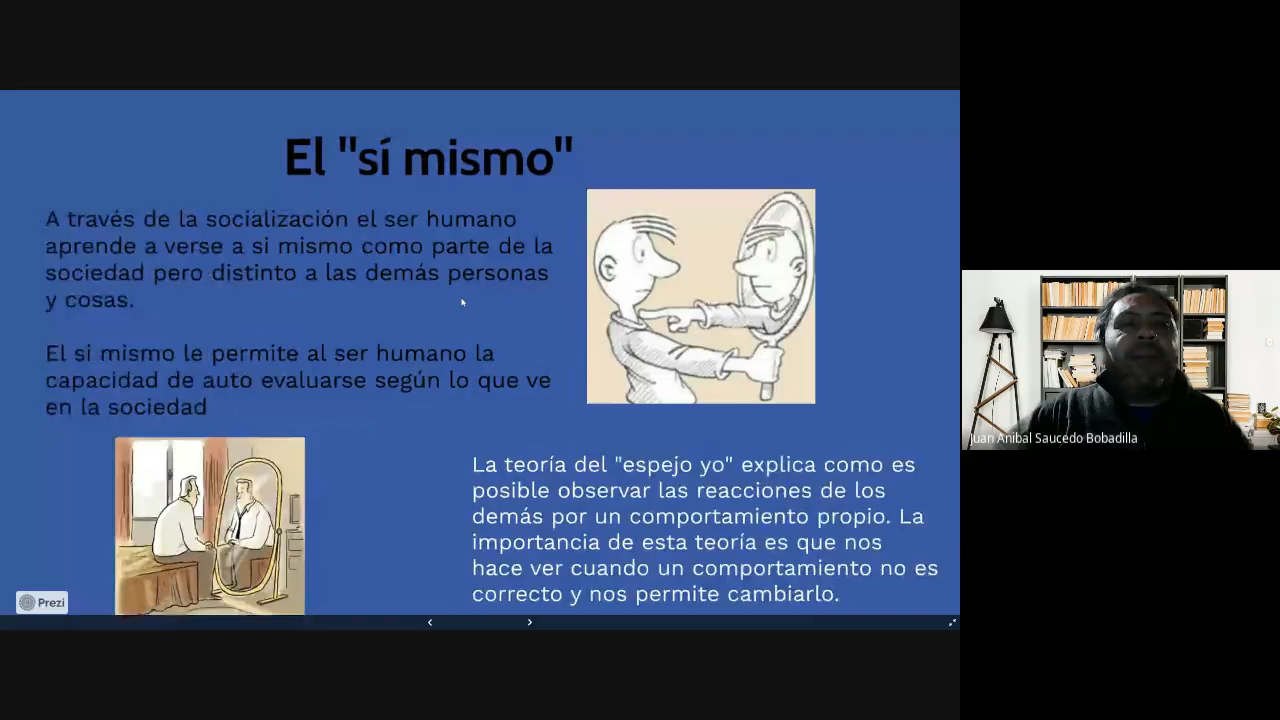 El "sí mismo"
A través de la socialización el ser humano
aprende a verse a si mismo como parte de la
sociedad pero distinto a las demás personas
y cosas.
El si mismo le permite al ser humano la
capacidad de auto evaluarse según lo que ve
en la sociedad
La teoría del "espejo yo" explica como es
posible observar las reacciones de los
demás por un comportamiento propio. La
importancia de esta teoría es que nos
hace ver cuando un comportamiento no es
correcto y nos permite cambiarlo.
Prezi
Juan Anibal Saucedo Bobadilla